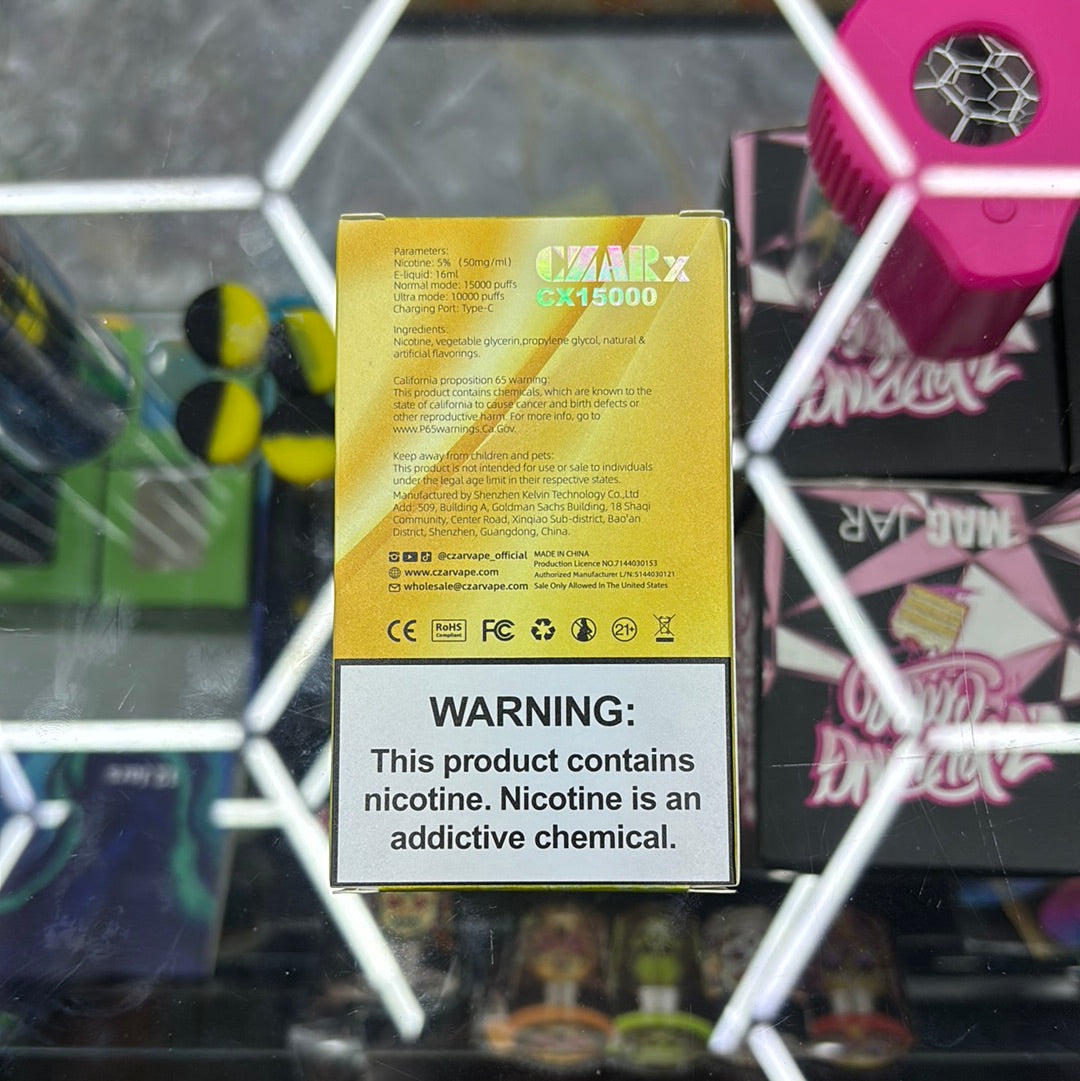 Parameters:
Nicotine: 5% (50mg/ml)
E-liquid: 16ml
Normal mode: 15000 puffs
Ultra mode: 10000 puffs
Charging Port: Type-C
CZARx
CX15000
Ingredients:
Nicotine, vegetable glycerin,propylene glycol, natural &
artificial flavorings.
California proposition 65 warning:
This product contains chemicals, which are known to the
state of california to cause cancer and birth defects or
other reproductive harm. For more info, go to
www.P65warnings.Ca.Gov.
Keep away from children and pets:
This product is not intended for use or sale to individuals
under the legal age limit in their respective states.
Manufactured by Shenzhen Kelvin Technology Co.,Ltd
Add: 509, Building A, Goldman Sachs Building, 18 Shaqi
Community, Center Road, Xinqiao Sub-district, Bao'an
District, Shenzhen, Guangdong, China.
@czarvape_official
www.czarvape.com
wholesale@czarvape.com
MADE IN CHINA
Production Licence NO.7144030153
Authorized Manufacturer L/N:5144030121
Sale Only Allowed In The United States
CE RoHS Compliant FC 21+
WARNING:
This product contains
nicotine. Nicotine is an
addictive chemical.
MAG JAR